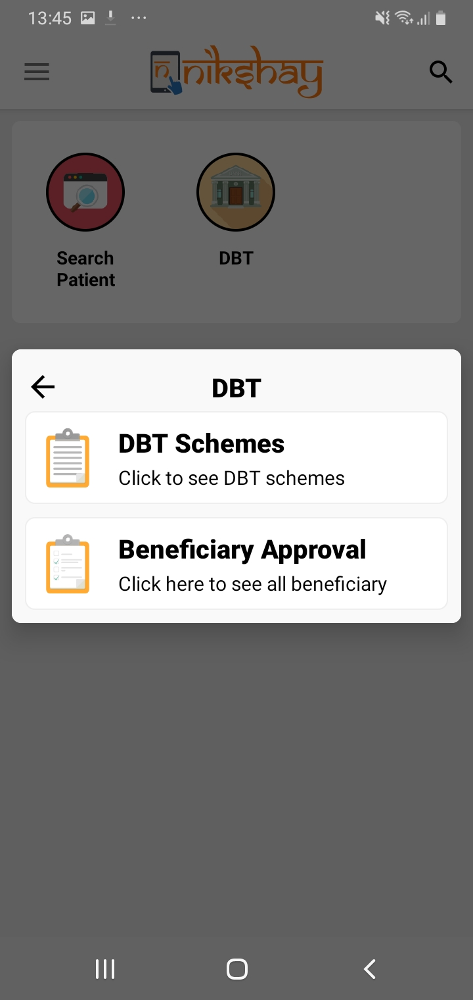 13:45
nikshay
Search
Patient
DBT
DBT
DBT Schemes
Click to see DBT schemes
Beneficiary Approval
Click here to see all beneficiary